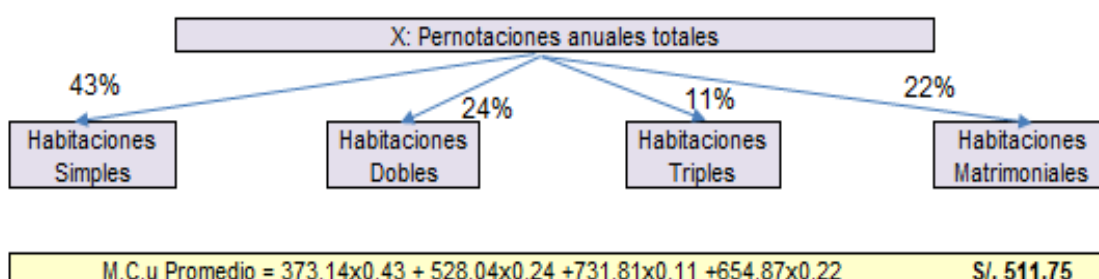 X: Pernotaciones anuales totales
43%
24%
11%
22%
Habitaciones
Simples
Habitaciones
Dobles
Habitaciones
Triples
Habitaciones
Matrimoniales
M.C.u Promedio = 373.14x0.43 + 528.04x0.24 +731.81x0.11 +654.87x0.22 S/. 511.75